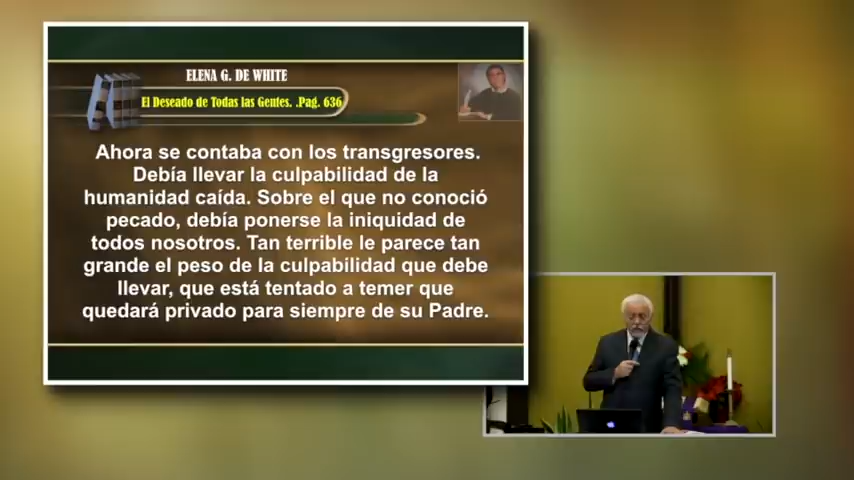 ELENA G. DE WHITE
El Deseado de Todas las Gentes. .Pag. 636
Ahora se contaba con los transgresores.
Debía llevar la culpabilidad de la
humanidad caída. Sobre el que no conoció
pecado, debía ponerse la iniquidad de
todos nosotros. Tan terrible le parece tan
grande el peso de la culpabilidad que debe
llevar, que está tentado a temer que
quedará privado para siempre de su Padre.